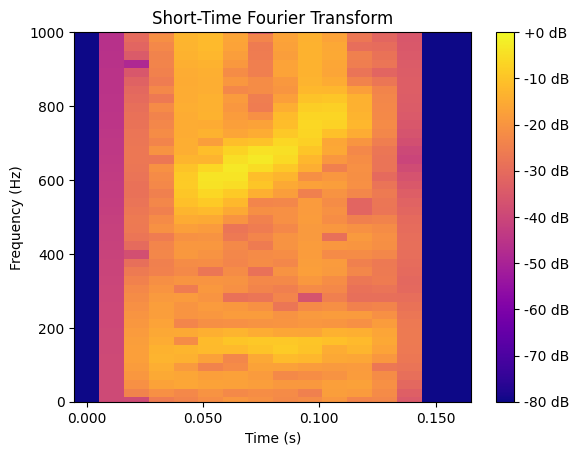 Short-Time Fourier Transform
1000
800
600
400
200
0
Frequency (Hz)
0.000
0.050
0.100
0.150
Time (s)
+0 dB
-10 dB
-20 dB
-30 dB
-40 dB
-50 dB
-60 dB
-70 dB
-80 dB